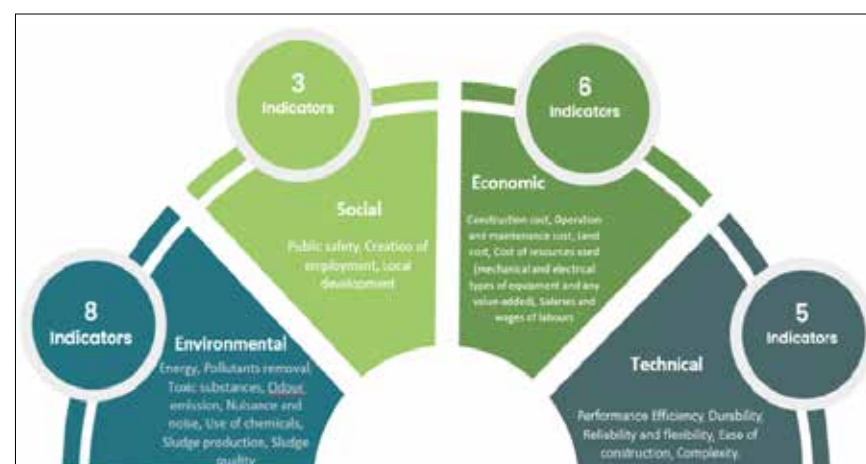 3
Indicators
Social
Public safety, Creation of
employment, Local
development
6
Indicators
Economic
Construction cost, Operation
and maintenance cost, Land
cost, Cost of resources used
(mechanical and electrical
types of equipment and any
value-added), Salaries and
wages of labours
8
Indicators
Environmental
Energy, Pollutants removal,
Toxic substances, Odour
emission, Nuisance and
noise, Use of chemicals,
Sludge production, Sludge
quality
5
Indicators
Technical
Performance Efficiency, Durability,
Reliability and flexibility, Ease of
construction, Complexity.